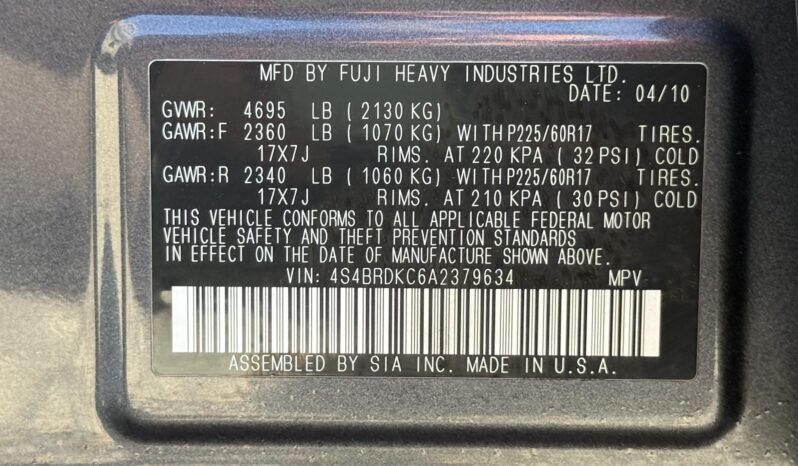 MFD BY FUJI HEAVY INDUSTRIES LTD.
DATE: 04/10
GVWR: 4695 LB ( 2130 KG)
GAWR:F 2360 LB ( 1070 KG) WITH P225/60R17 TIRES.
17X7J RIMS. AT 220 KPA ( 32 PSI) COLD
GAWR:R 2340 LB ( 1060 KG) WITH P225/60R17 TIRES.
17X7J RIMS. AT 210 KPA ( 30 PSI) COLD
THIS VEHICLE CONFORMS TO ALL APPLICABLE FEDERAL MOTOR
VEHICLE SAFETY AND THEFT PREVENTION STANDARDS
IN EFFECT ON THE DATE OF MANUFACTURE SHOWN ABOVE.
VIN: 4S4BRDKC6A2379634 MPV
ASSEMBLED BY SIA INC. MADE IN U.S.A.